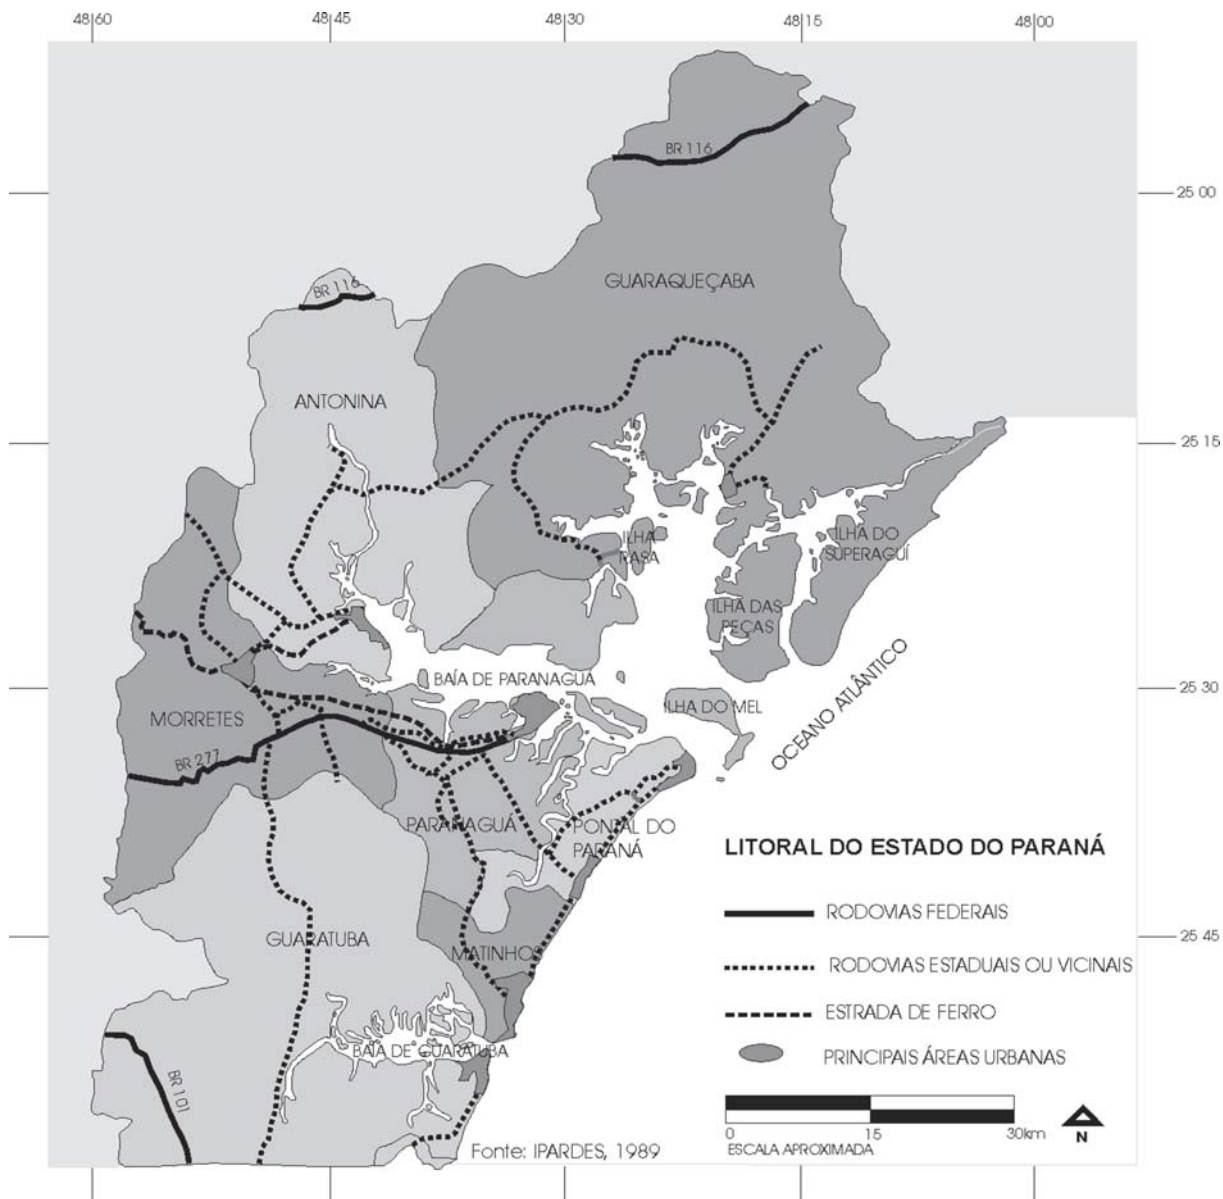 48 60
48 45
48 30
48 15
48 00
BR 116
25 00
GUARAQUEÇABA
BR 116
ANTONINA
25 15
ILHA DO
SUPERAGUÍ
ILHA
RASA
ILHA DAS
PEÇAS
BAÍA DE PARANAGUÁ
25 30
ILHA DO MEL
MORRETES
OCEANO ATLÂNTICO
BR 277
PARANAGUÁ
PONTAL DO
PARANÁ
LITORAL DO ESTADO DO PARANÁ
RODOVIAS FEDERAIS
GUARATUBA
25 45
MATINHOS
RODOVIAS ESTADUAIS OU VICINAIS
ESTRADA DE FERRO
BAÍA DE GUARATUBA
PRINCIPAIS ÁREAS URBANAS
BR 101
0 15 30km
ESCALA APROXIMADA
N
Fonte: IPARDES, 1989